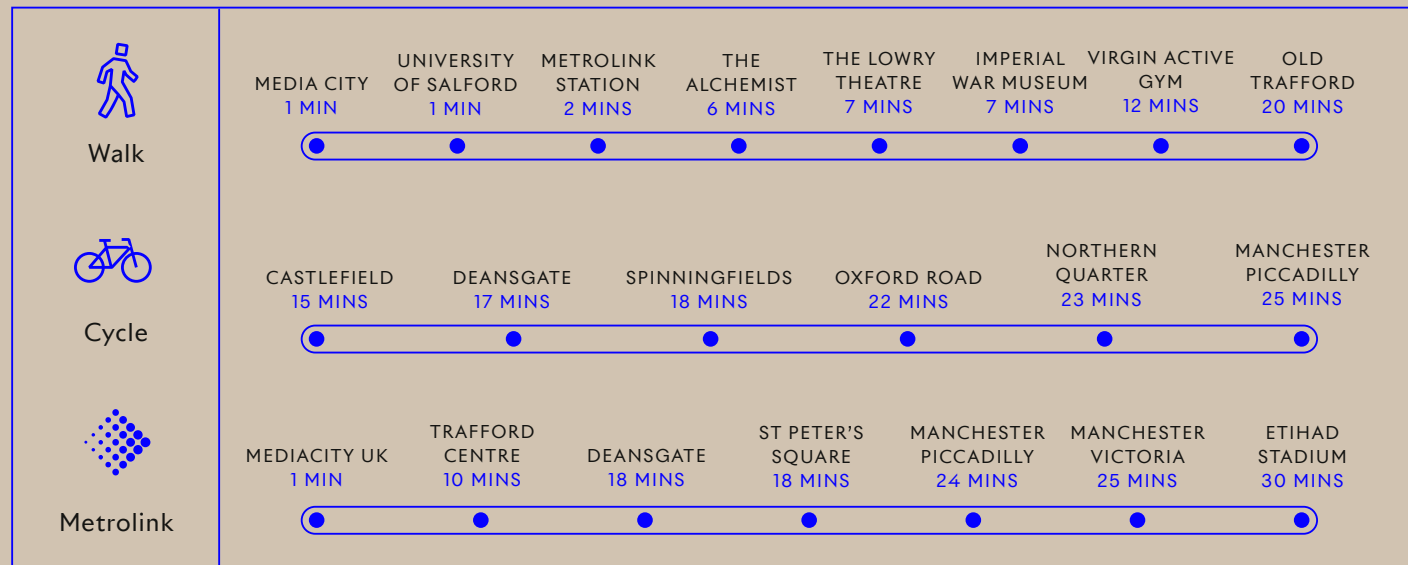 MEDIA CITY
1 MIN
UNIVERSITY
OF SALFORD
1 MIN
METROLINK
STATION
2 MINS
THE
ALCHEMIST
6 MINS
THE LOWRY
THEATRE
7 MINS
IMPERIAL
WAR MUSEUM
7 MINS
VIRGIN ACTIVE
GYM
12 MINS
OLD
TRAFFORD
20 MINS
Walk
CASTLEFIELD
15 MINS
DEANSGATE
17 MINS
SPINNINGFIELDS
18 MINS
OXFORD ROAD
22 MINS
NORTHERN
QUARTER
23 MINS
MANCHESTER
PICCADILLY
25 MINS
Cycle
MEDIACITY UK
1 MIN
TRAFFORD
CENTRE
10 MINS
DEANSGATE
18 MINS
ST PETER'S
SQUARE
18 MINS
MANCHESTER
PICCADILLY
24 MINS
MANCHESTER
VICTORIA
25 MINS
ETIHAD
STADIUM
30 MINS
Metrolink